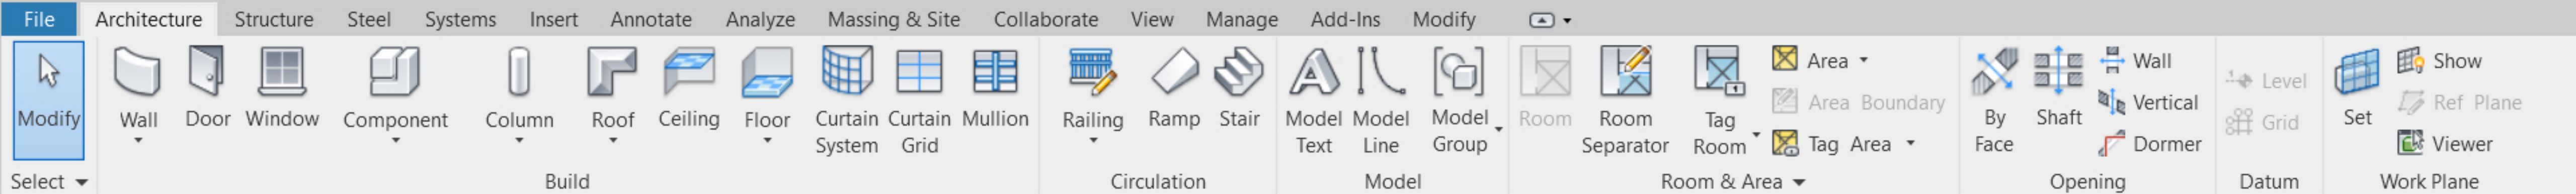 File Architecture Structure Steel Systems Insert Annotate Analyze Massing & Site Collaborate View Manage Add-Ins Modify
Modify
Select
Wall
Door
Window
Component
Column
Roof
Ceiling
Floor
Curtain
System
Curtain
Grid
Mullion
Build
Railing
Ramp
Stair
Circulation
Model
Text
Model
Line
Model
Group
Model
Room
Room
Separator
Tag
Room
Area
Area Boundary
Tag Area
Room & Area
By
Face
Shaft
Wall
Vertical
Dormer
Opening
Level
Grid
Datum
Set
Show
Ref Plane
Viewer
Work Plane